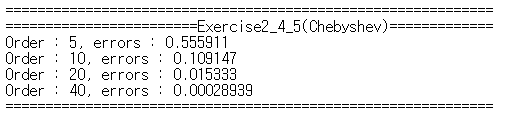 =============================================================
========================Exercise2_4_5(Chebyshev)=============
Order : 5, errors : 0.555911
Order : 10, errors : 0.109147
Order : 20, errors : 0.015333
Order : 40, errors : 0.00028939
=============================================================